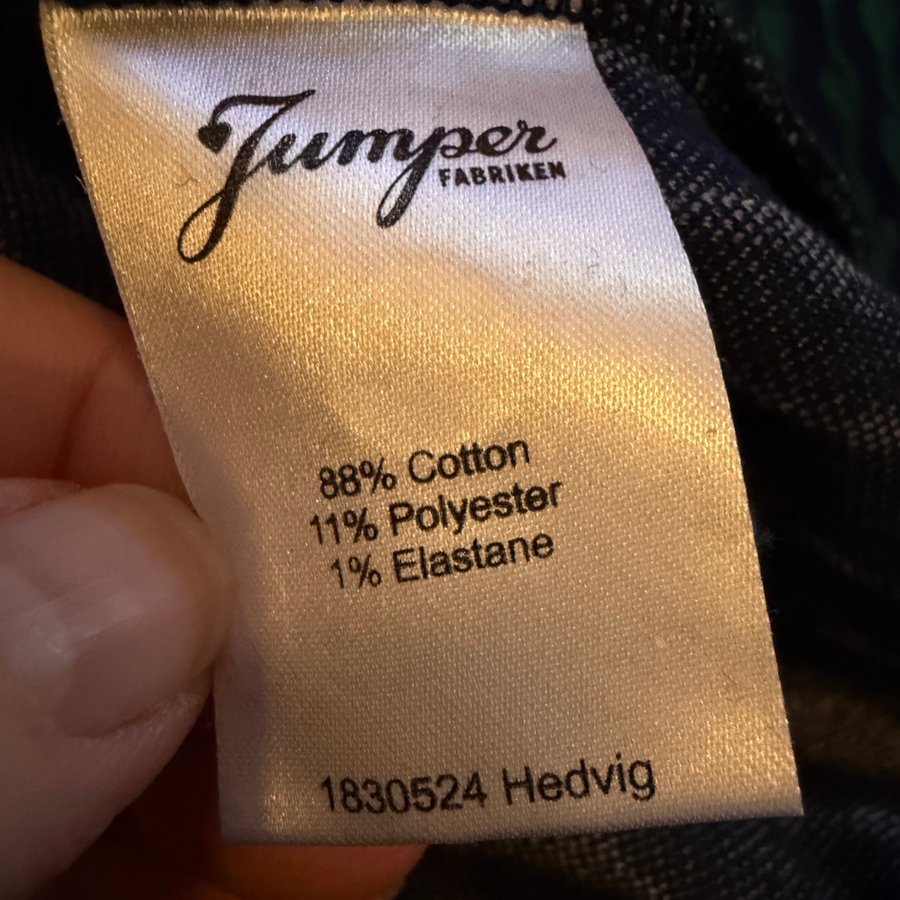 Jumper
FABRIKEN
88% Cotton
11% Polyester
1% Elastane
1830524 Hedvig